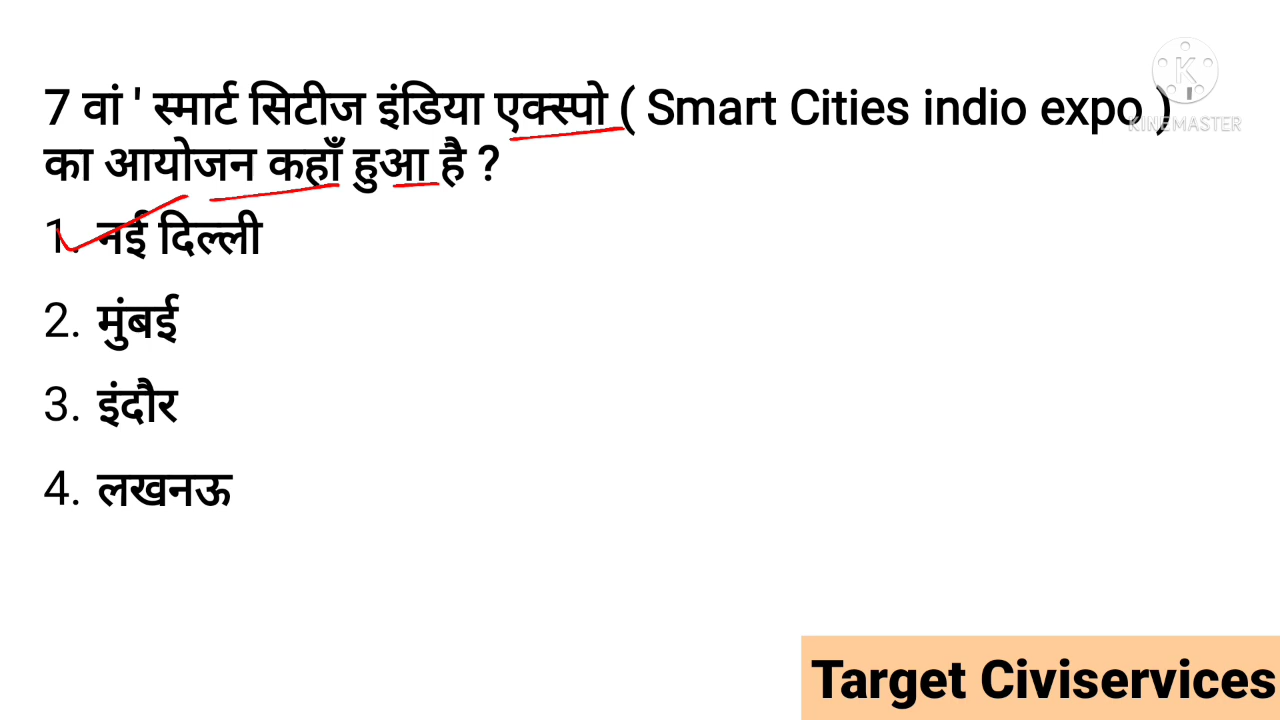 7 वां ' स्मार्ट सिटीज इंडिया एक्स्पो ( Smart Cities indio expo )
का आयोजन कहाँ हुआ है ?
1. नई दिल्ली
2. मुंबई
3. इंदौर
4. लखनऊ
K
KINEMASTER
Target Civiservices